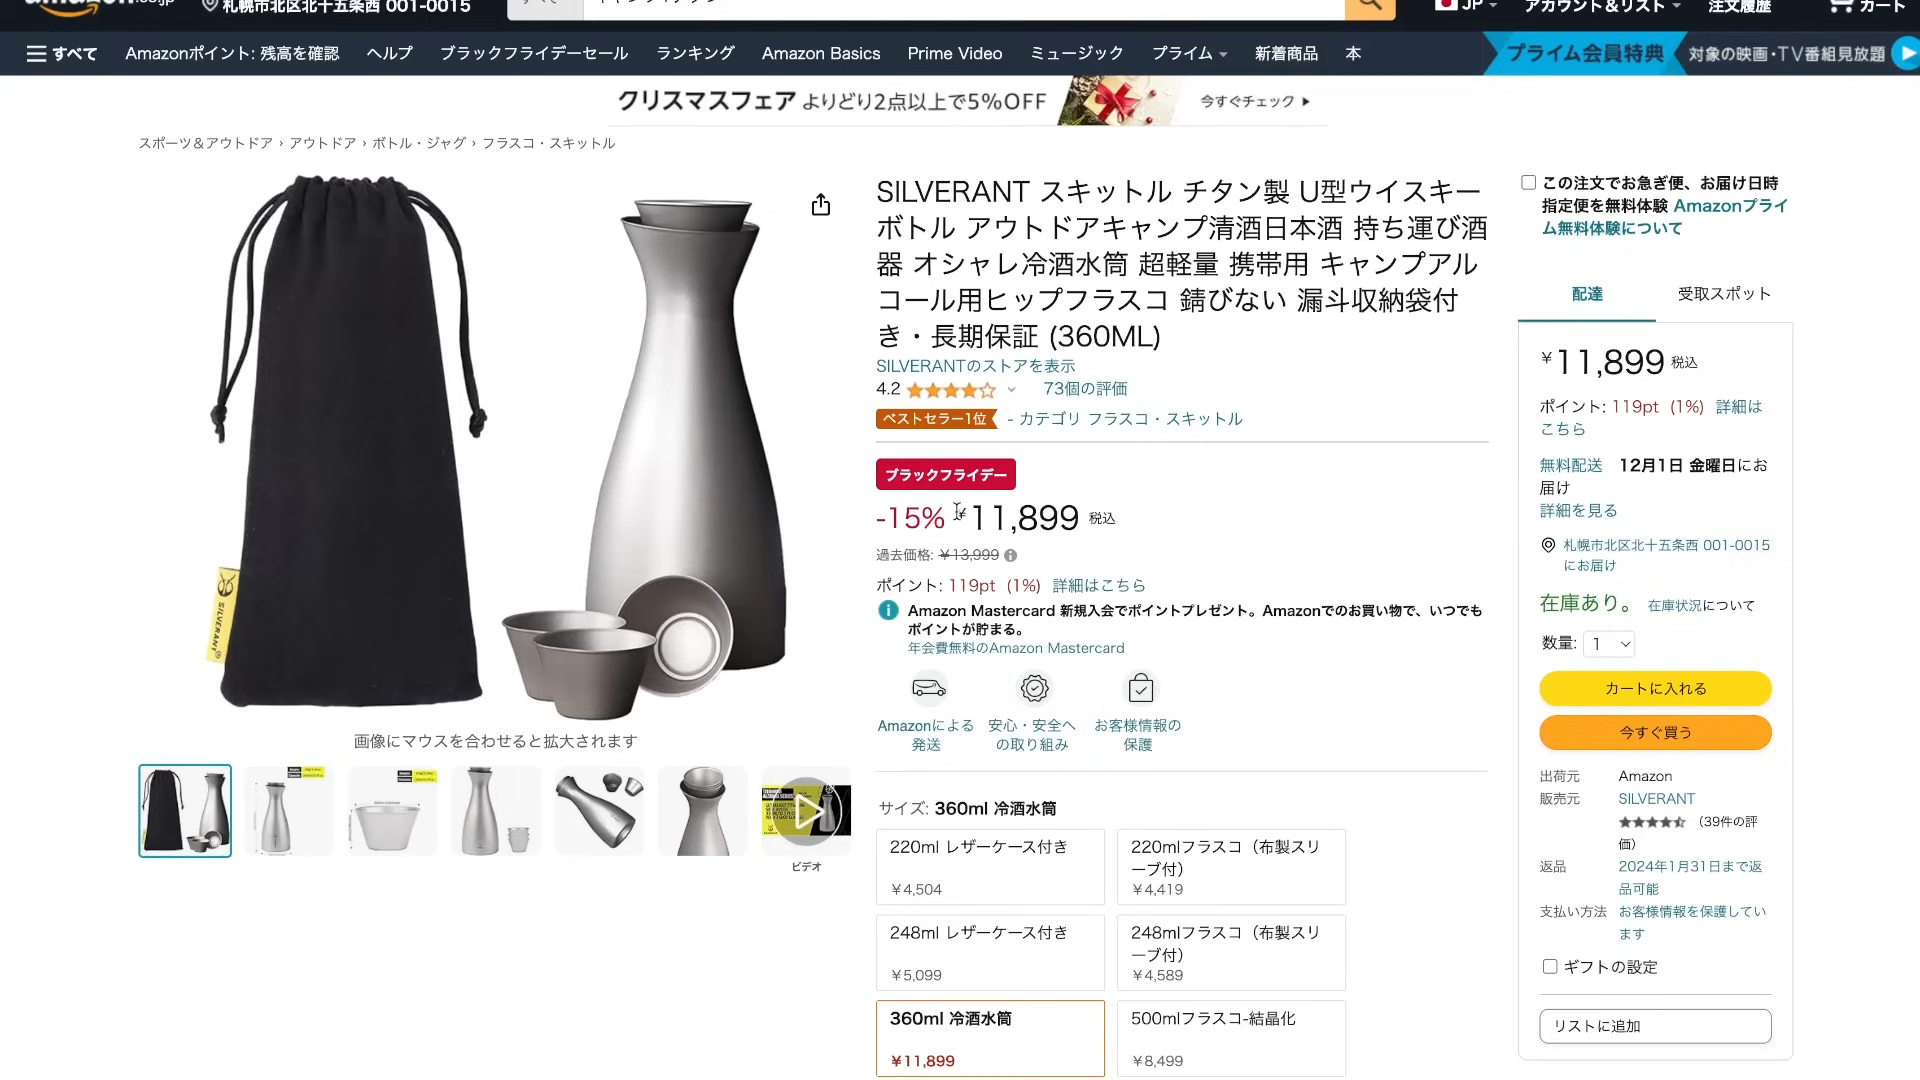 札幌市北区北十五条西 001-0015
JP
アカウント＆リスト
注文履歴
カート
すべて
Amazonポイント: 残高を確認
ヘルプ
ブラックフライデーセール
ランキング
Amazon Basics
Prime Video
ミュージック
プライム
新着商品
本
プライム会員特典
対象の映画・TV番組見放題
クリスマスフェア よりどり2点以上で5%OFF
今すぐチェック
スポーツ＆アウトドア › アウトドア › ボトル・ジャグ › フラスコ・スキットル
SILVERANT
画像にマウスを合わせると拡大されます
ビデオ
SILVERANT スキットル チタン製 U型ウイスキー
ボトル アウトドアキャンプ清酒日本酒 持ち運び酒
器 オシャレ冷酒水筒 超軽量 携帯用 キャンプアル
コール用ヒップフラスコ 錆びない 漏斗収納袋付
き・長期保証 (360ML)
SILVERANTのストアを表示
4.2
73個の評価
ベストセラー1位 - カテゴリ フラスコ・スキットル
ブラックフライデー
-15% ￥11,899 税込
過去価格: ￥13,999
ポイント: 119pt (1%) 詳細はこちら
Amazon Mastercard 新規入会でポイントプレゼント。Amazonでのお買い物で、いつでも
ポイントが貯まる。
年会費無料のAmazon Mastercard
Amazonによる
発送
安心・安全へ
の取り組み
お客様情報の
保護
サイズ: 360ml 冷酒水筒
220ml レザーケース付き
￥4,504
220mlフラスコ（布製スリ
ーブ付）
￥4,419
248ml レザーケース付き
￥5,099
248mlフラスコ（布製スリ
ーブ付）
￥4,589
360ml 冷酒水筒
￥11,899
500mlフラスコ-結晶化
￥8,499
この注文でお急ぎ便、お届け日時
指定便を無料体験 Amazonプライ
ム無料体験について
配達
受取スポット
￥11,899 税込
ポイント: 119pt (1%) 詳細は
こちら
無料配送 12月1日 金曜日にお
届け
詳細を見る
札幌市北区北十五条西 001-0015
にお届け
在庫あり。 在庫状況について
数量: 1
カートに入れる
今すぐ買う
出荷元 Amazon
販売元 SILVERANT
（39件の評
価）
返品 2024年1月31日まで返
品可能
支払い方法 お客様情報を保護してい
ます
ギフトの設定
リストに追加